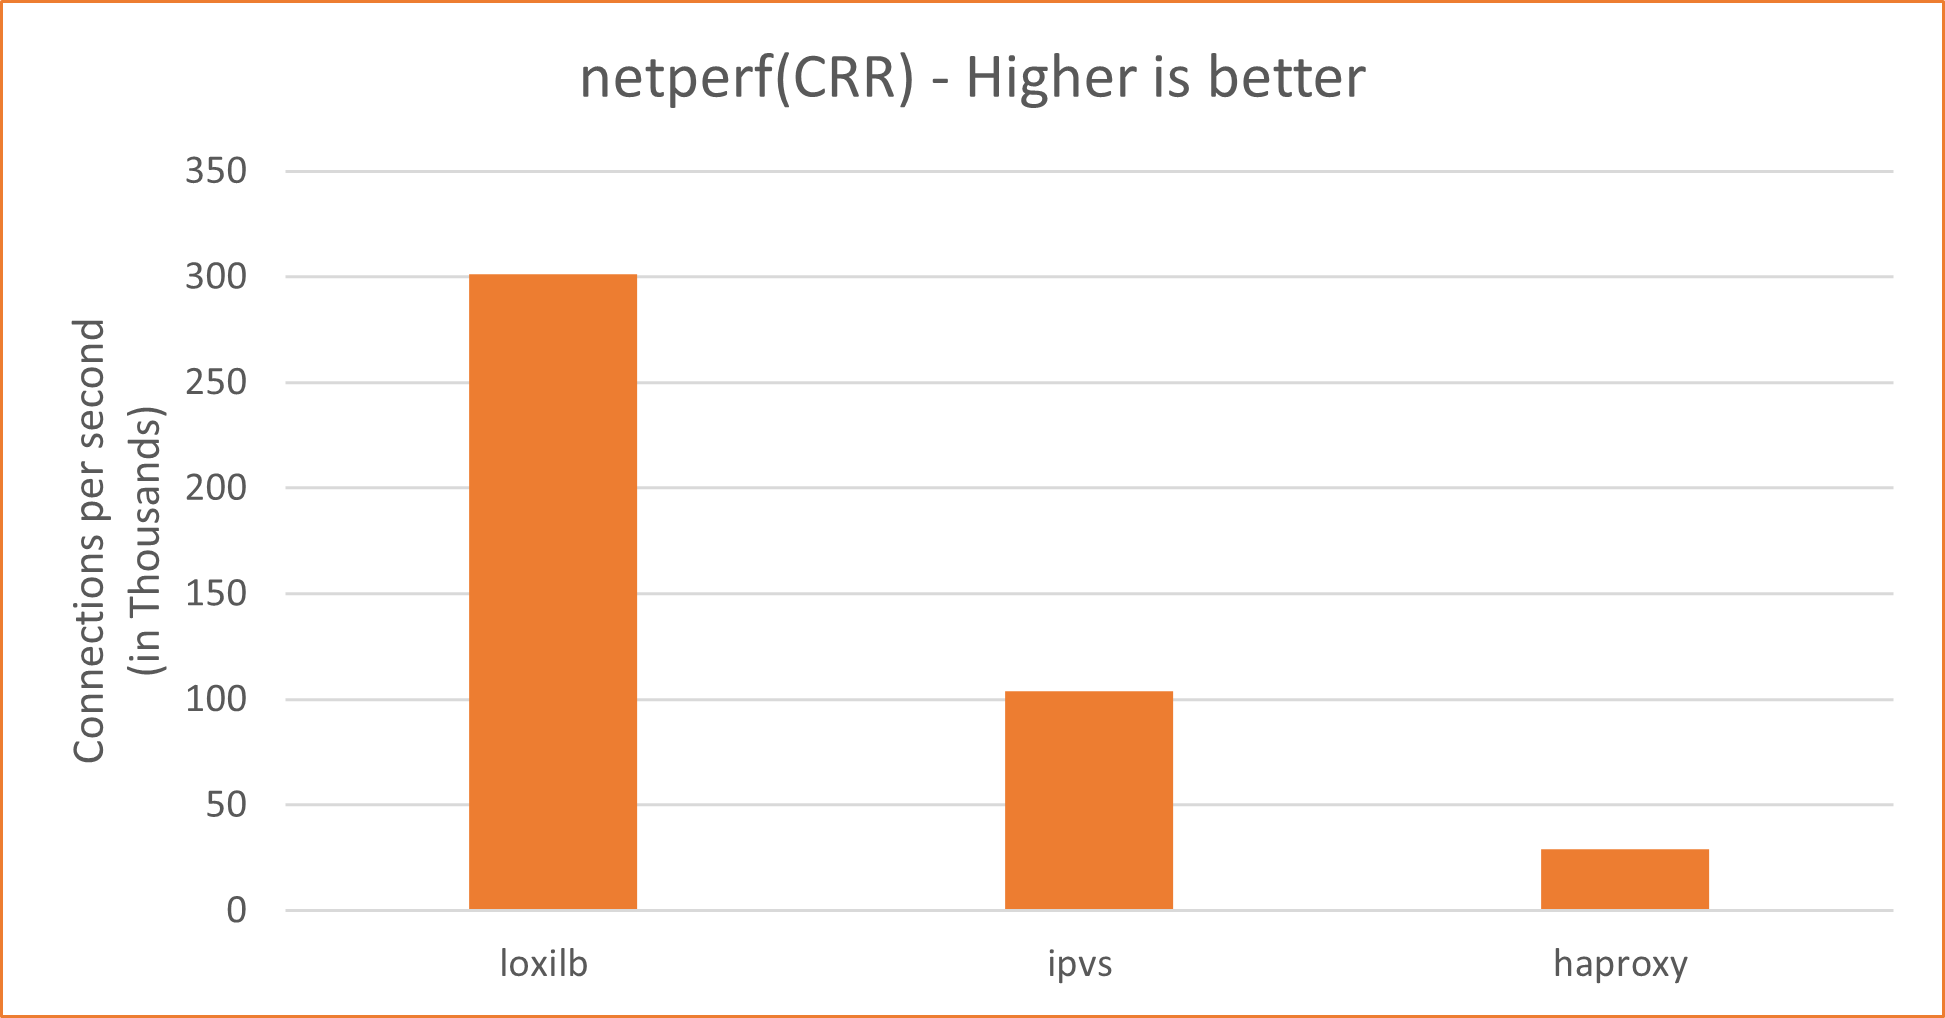 netperf(CRR) - Higher is better
350
300
250
200
150
100
50
0
Connections per second
(in Thousands)
loxilb
ipvs
haproxy